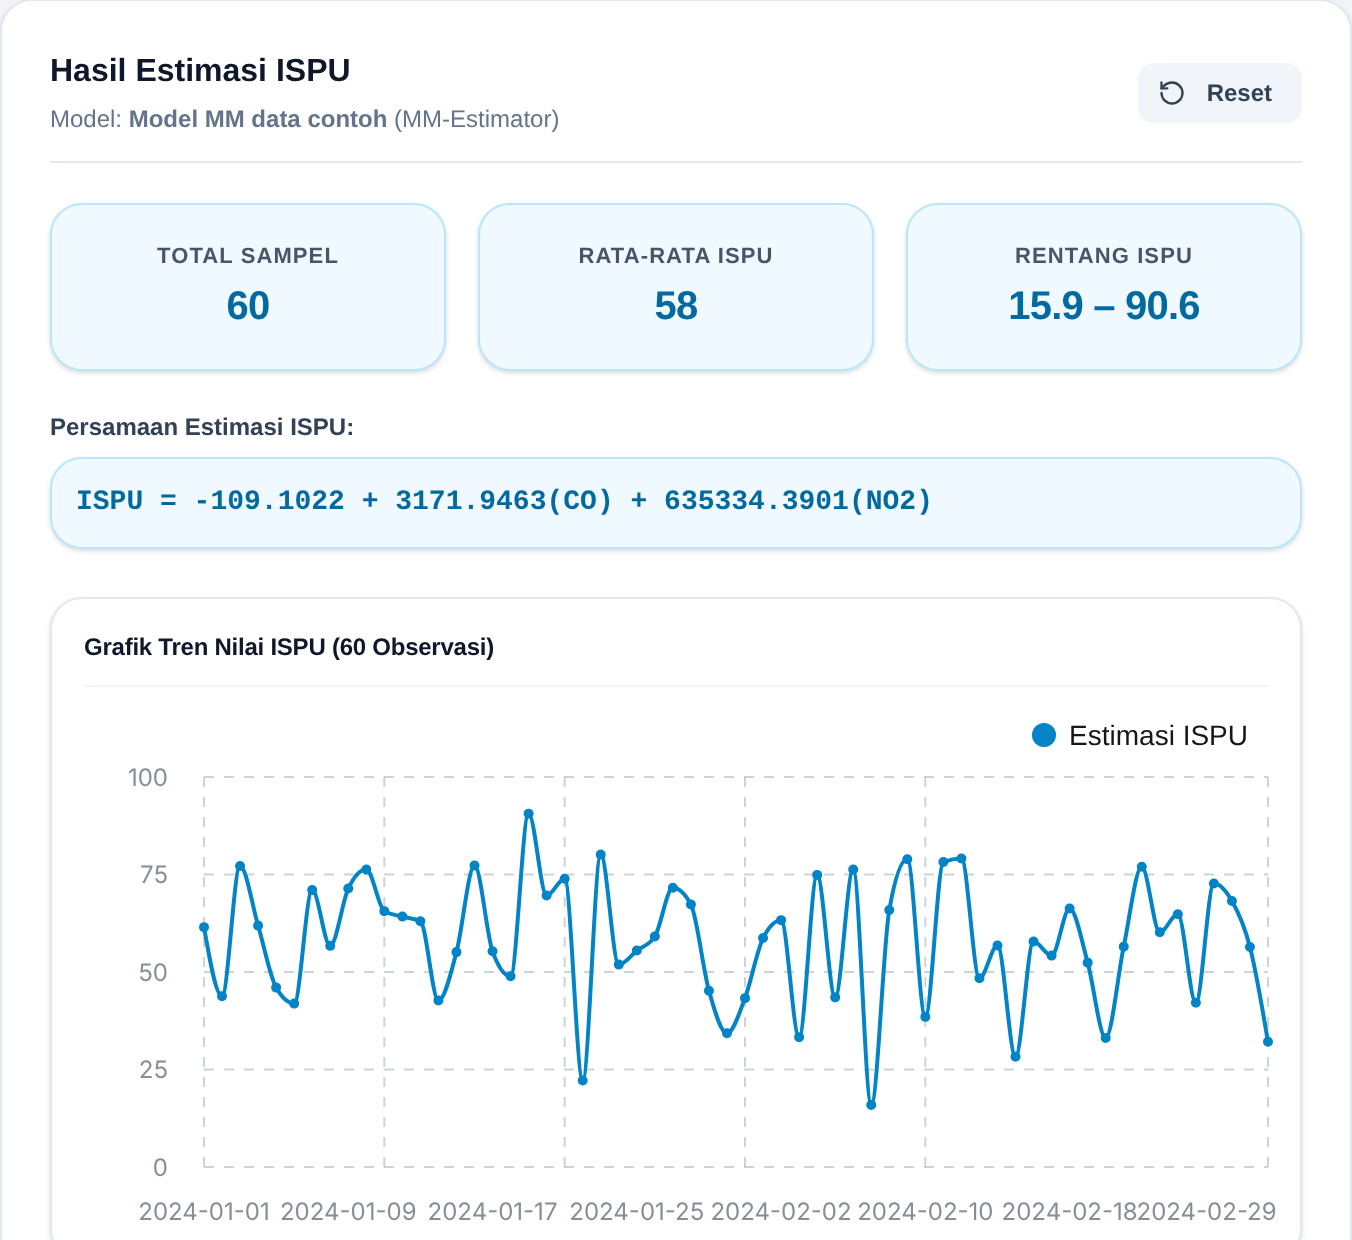 Hasil Estimasi ISPU
Model: Model MM data contoh (MM-Estimator)
Reset
TOTAL SAMPEL
60
RATA-RATA ISPU
58
RENTANG ISPU
15.9 – 90.6
Persamaan Estimasi ISPU:
ISPU = -109.1022 + 3171.9463(CO) + 635334.3901(NO2)
Grafik Tren Nilai ISPU (60 Observasi)
Estimasi ISPU
100
75
50
25
0
2024-01-01 2024-01-09 2024-01-17 2024-01-25 2024-02-02 2024-02-10 2024-02-18 2024-02-29